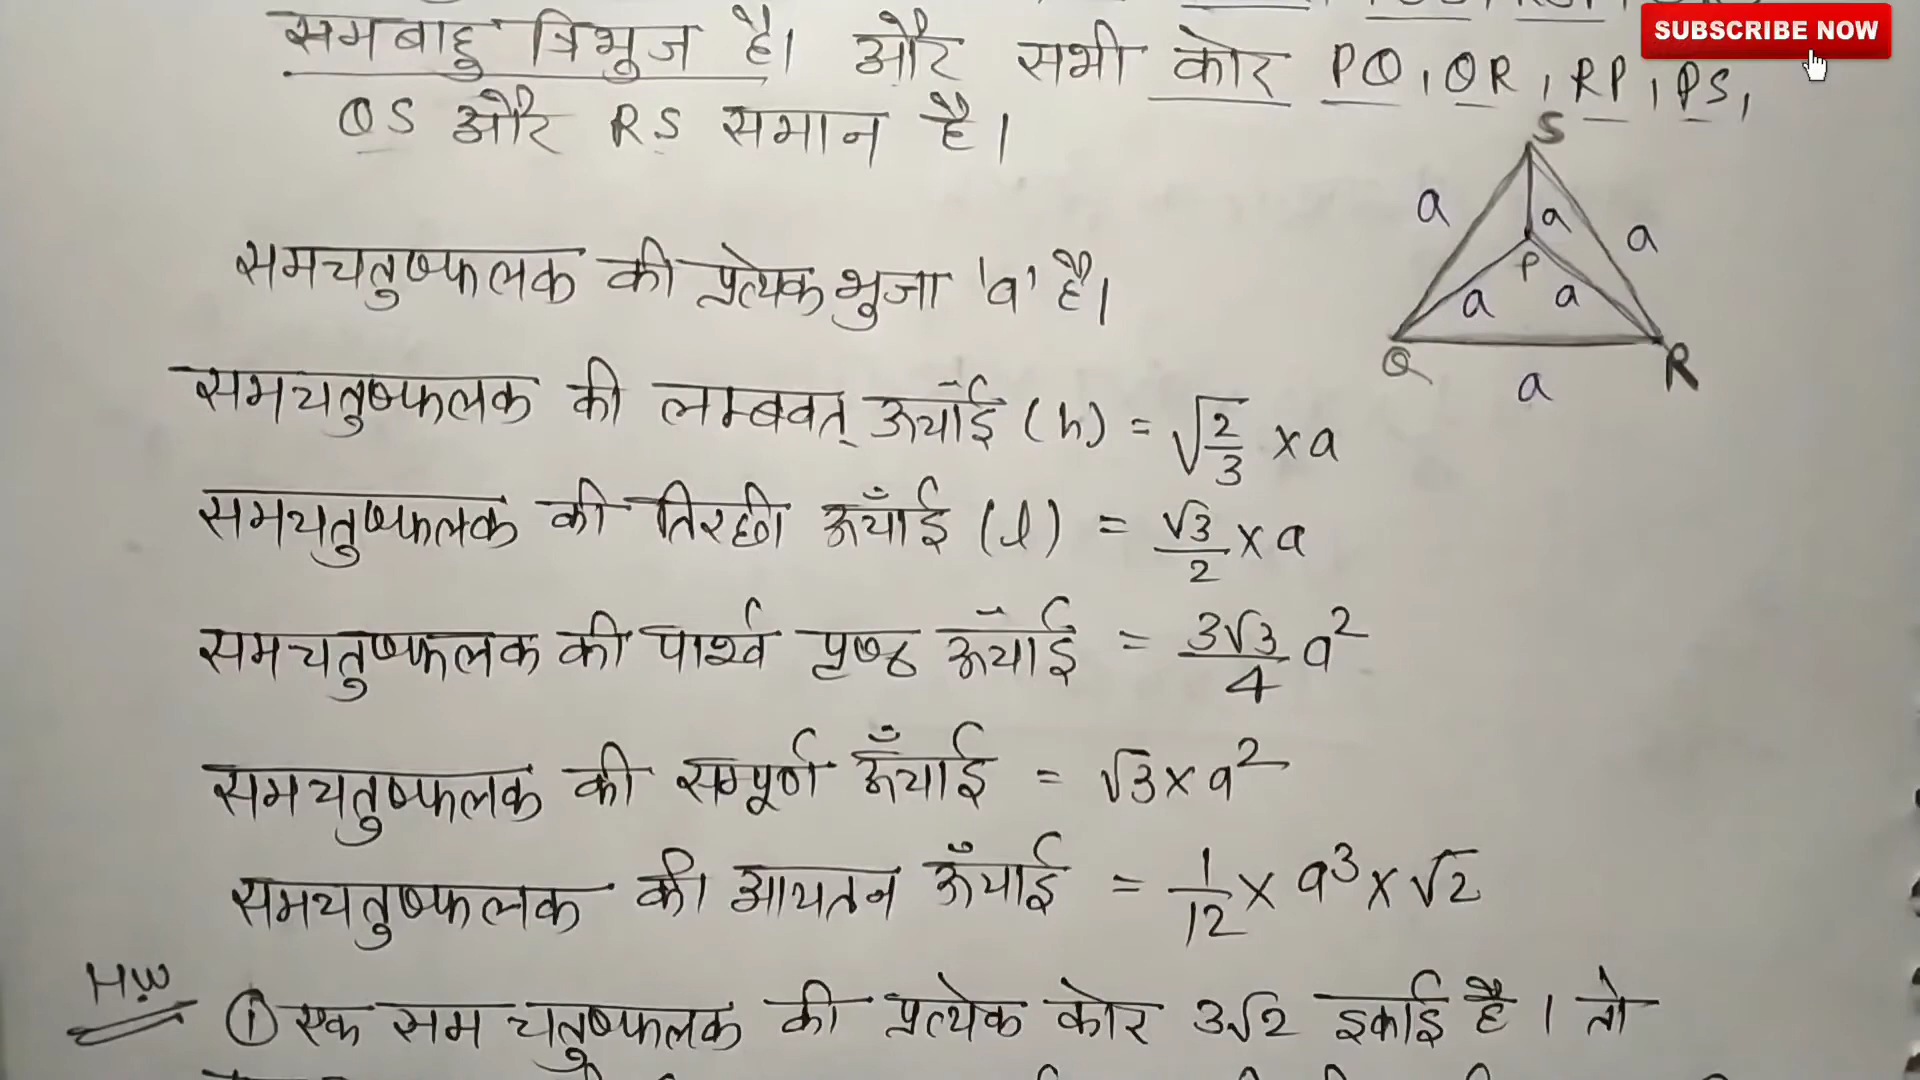 SUBSCRIBE NOW
समबाहु त्रिभुज है। और सभी कोर PQ, QR, RP, PS,
QS और RS समान है।
S
a
a
a
P
a
a
Q
R
a
समचतुष्फलक की प्रत्येक भुजा 'a' है।
समचतुष्फलक की लम्बवत् ऊचाँई (h) = √2/3 × a
समचतुष्फलक की तिरछी ऊँचाई (l) = √3/2 × a
समचतुष्फलक की पार्श्व पृष्ठ ऊँचाई = 3√3/4 a²
समचतुष्फलक की सम्पूर्ण ऊँचाई = √3 × a²
समचतुष्फलक की आयतन ऊँचाई = 1/12 × a³ × √2
HW
① एक सम चतुष्फलक की प्रत्येक कोर 3√2 इकाई है। तो